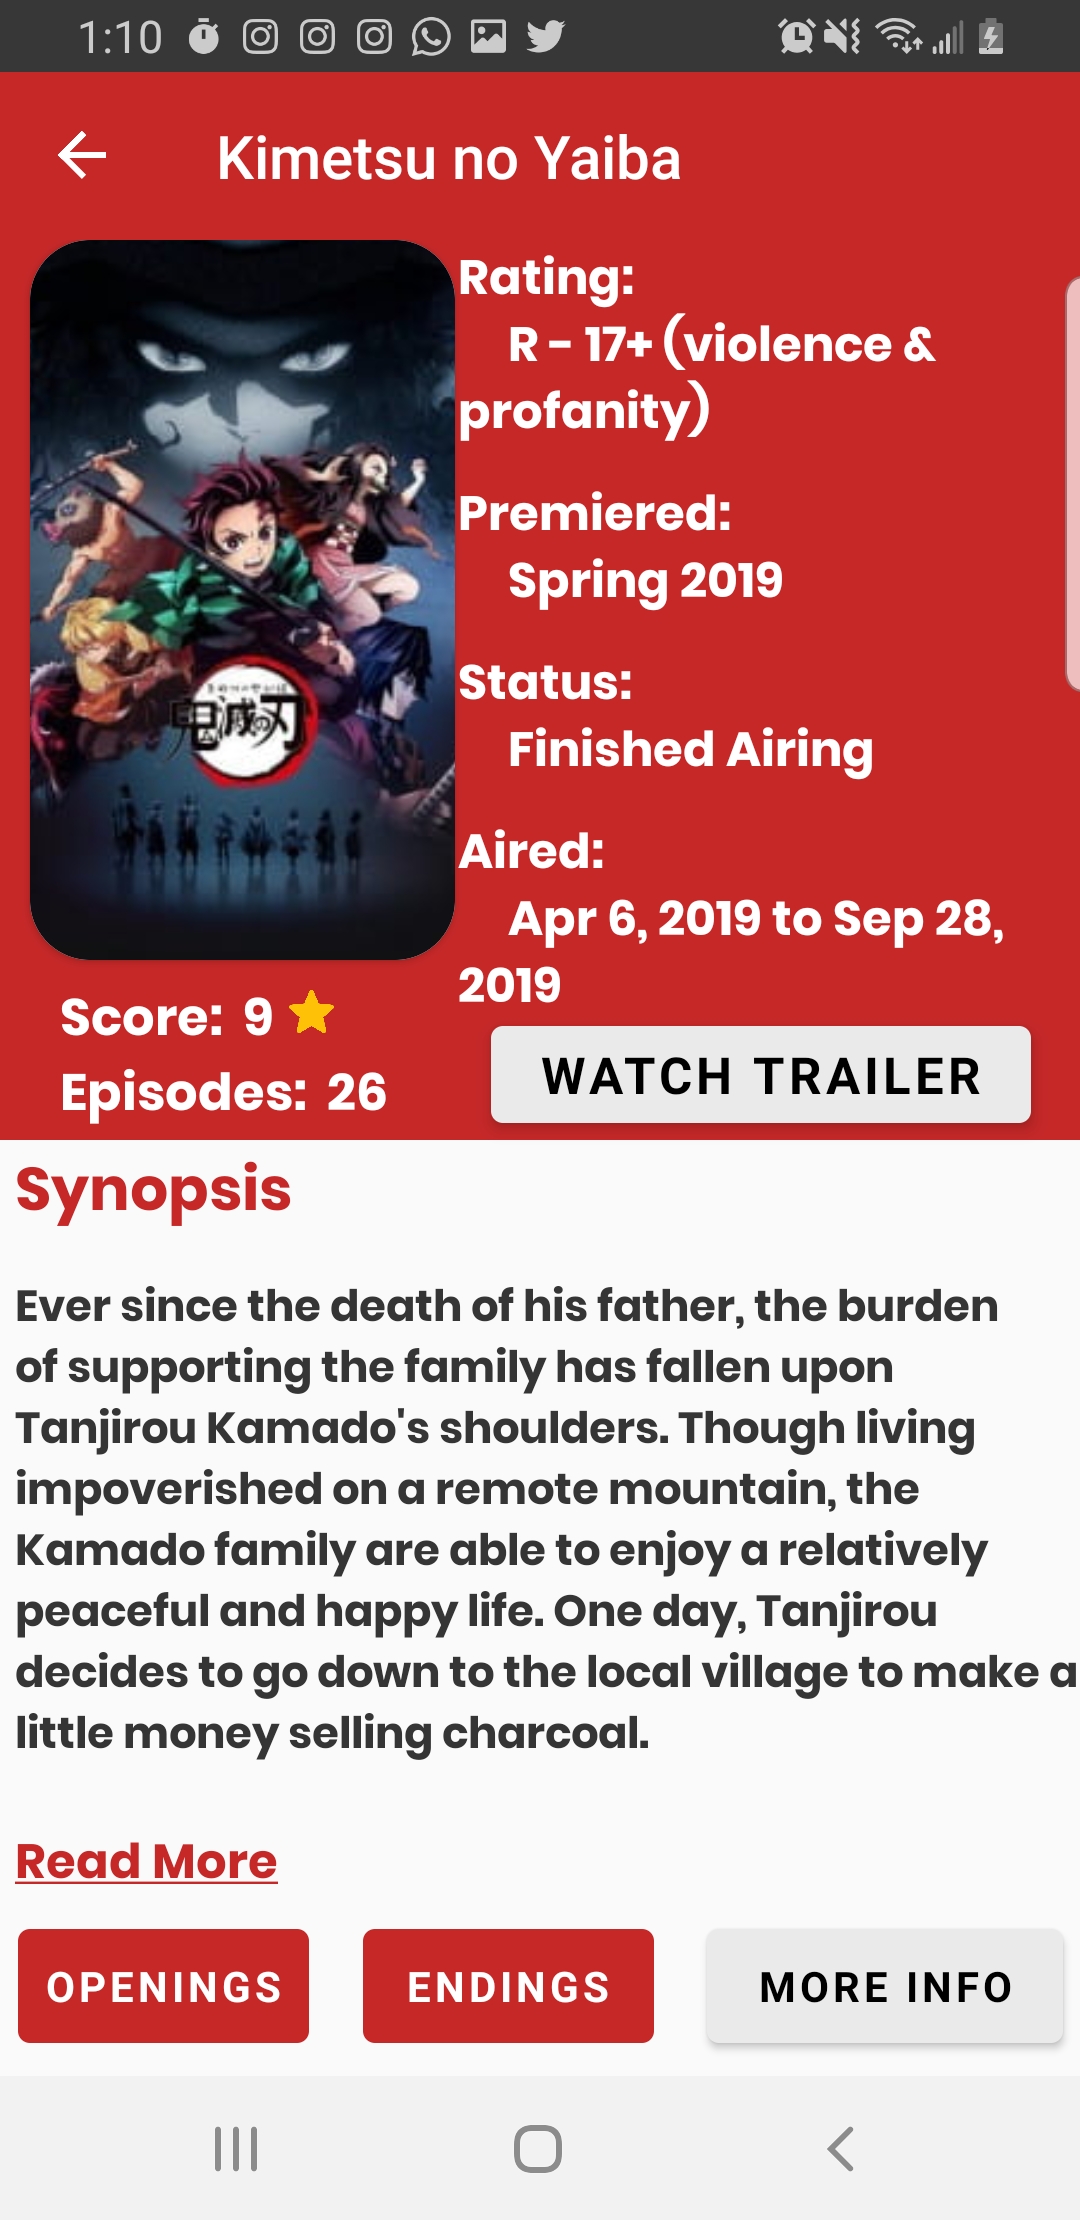 1:10
Kimetsu no Yaiba
Rating:
R - 17+ (violence &
profanity)
Premiered:
Spring 2019
Status:
Finished Airing
Aired:
Apr 6, 2019 to Sep 28,
2019
鬼滅の刃
Score: 9
Episodes: 26
WATCH TRAILER
Synopsis
Ever since the death of his father, the burden
of supporting the family has fallen upon
Tanjirou Kamado's shoulders. Though living
impoverished on a remote mountain, the
Kamado family are able to enjoy a relatively
peaceful and happy life. One day, Tanjirou
decides to go down to the local village to make a
little money selling charcoal.
Read More
OPENINGS
ENDINGS
MORE INFO